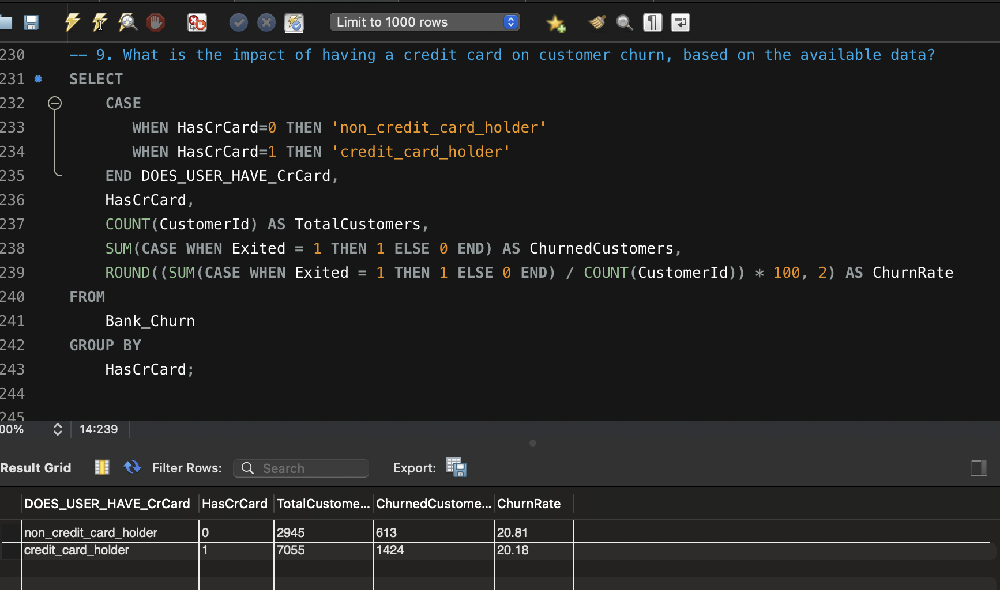 Limit to 1000 rows
230 -- 9. What is the impact of having a credit card on customer churn, based on the available data?
231 SELECT
232 CASE
233 WHEN HasCrCard=0 THEN 'non_credit_card_holder'
234 WHEN HasCrCard=1 THEN 'credit_card_holder'
235 END DOES_USER_HAVE_CrCard,
236 HasCrCard,
237 COUNT(CustomerId) AS TotalCustomers,
238 SUM(CASE WHEN Exited = 1 THEN 1 ELSE 0 END) AS ChurnedCustomers,
239 ROUND((SUM(CASE WHEN Exited = 1 THEN 1 ELSE 0 END) / COUNT(CustomerId)) * 100, 2) AS ChurnRate
240 FROM
241 Bank_Churn
242 GROUP BY
243 HasCrCard;
244
245
00% 14:239
Result Grid Filter Rows: Search Export:
DOES_USER_HAVE_CrCard HasCrCard TotalCustome... ChurnedCustome... ChurnRate
non_credit_card_holder 0 2945 613 20.81
credit_card_holder 1 7055 1424 20.18